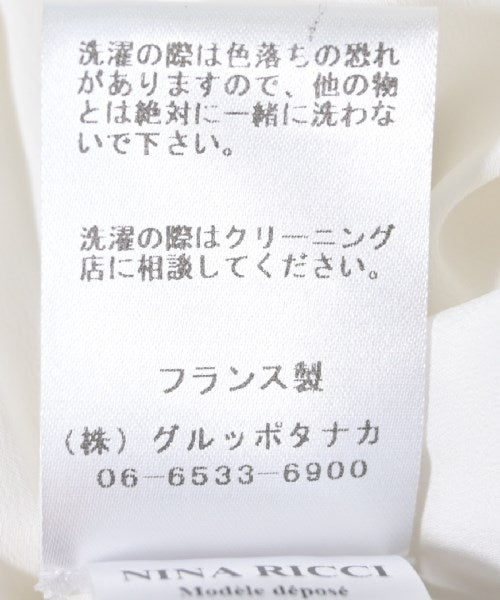 洗濯の際は色落ちの恐れ
がありますので、他の物
とは絶対に一緒に洗わな
いで下さい。
洗濯の際はクリーニング
店に相談してください。
フランス製
（株）グルッポタナカ
06-6533-6900
NINA RICCI
Modèle déposé